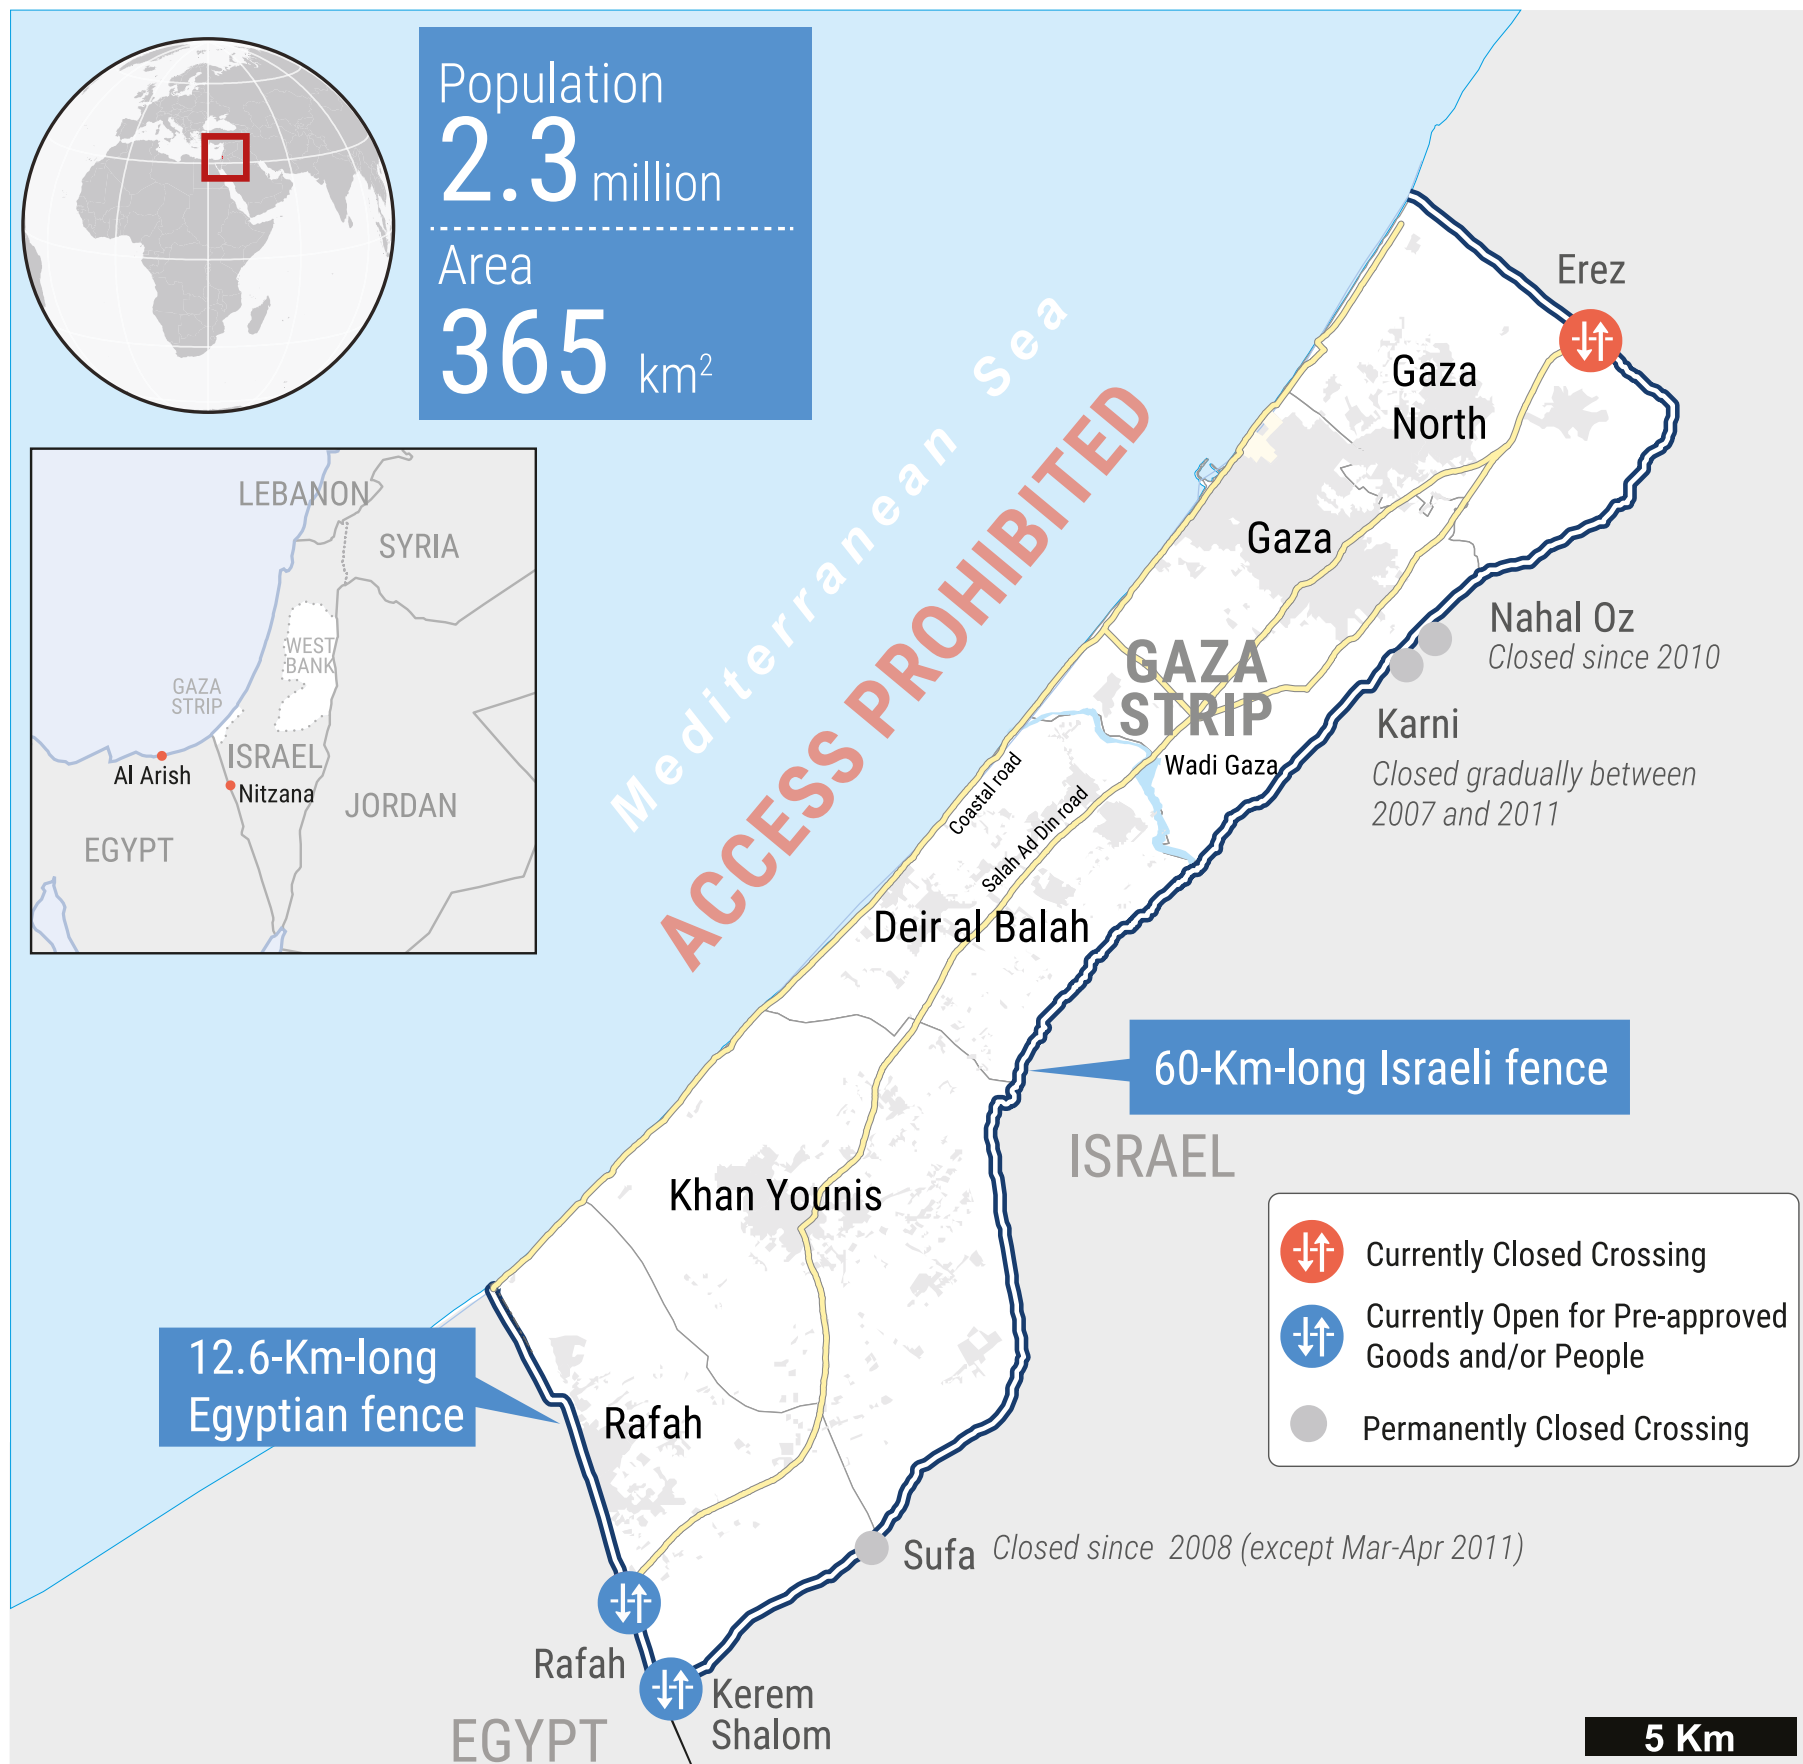 Population
2.3 million
Area
365 km²
LEBANON
SYRIA
WEST
BANK
GAZA
STRIP
ISRAEL
Al Arish
Nitzana
JORDAN
EGYPT
Mediterranean Sea
ACCESS PROHIBITED
Erez
Gaza
North
Gaza
Nahal Oz
Closed since 2010
GAZA
STRIP
Karni
Closed gradually between
2007 and 2011
Wadi Gaza
Coastal road
Salah Ad Din road
Deir al Balah
60-Km-long Israeli fence
ISRAEL
Khan Younis
12.6-Km-long
Egyptian fence
Rafah
Currently Closed Crossing
Currently Open for Pre-approved
Goods and/or People
Permanently Closed Crossing
Sufa Closed since 2008 (except Mar-Apr 2011)
Rafah
Kerem
Shalom
EGYPT
5 Km